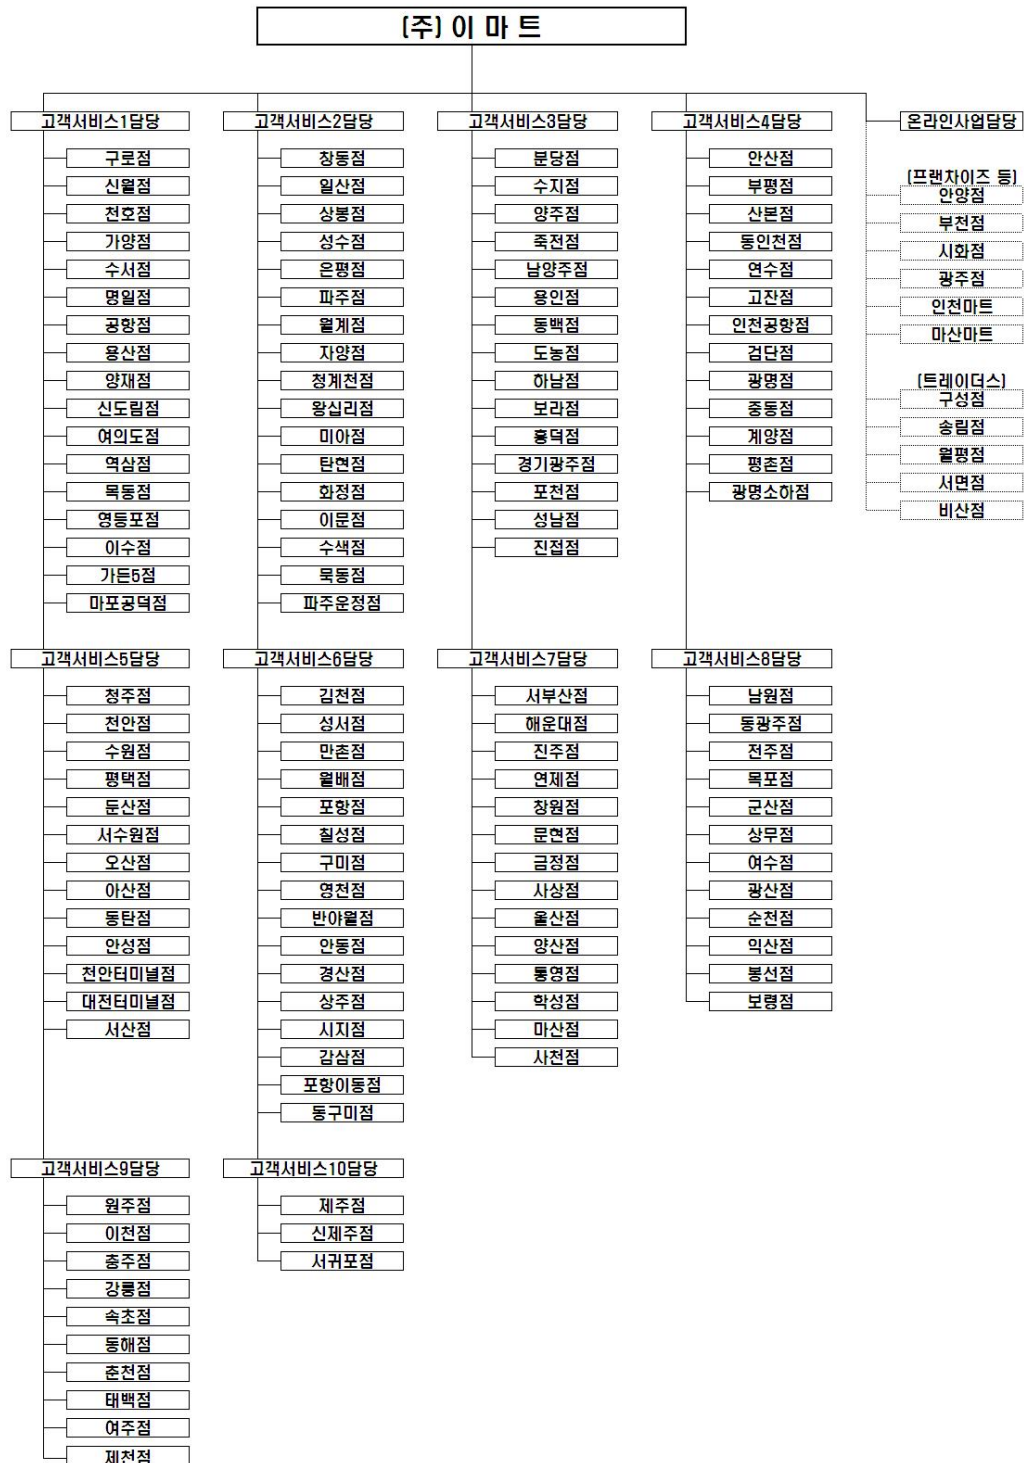 (주) 이 마 트
고객서비스1담당
구로점
신월점
천호점
가양점
수서점
명일점
공항점
용산점
양재점
신도림점
여의도점
역삼점
목동점
영등포점
이수점
가든5점
마포공덕점
고객서비스2담당
창동점
일산점
상봉점
성수점
은평점
파주점
월계점
자양점
청계천점
왕십리점
미아점
탄현점
화정점
이문점
수색점
묵동점
파주운정점
고객서비스3담당
분당점
수지점
양주점
죽전점
남양주점
용인점
동백점
도농점
하남점
보라점
흥덕점
경기광주점
포천점
성남점
진접점
고객서비스4담당
안산점
부평점
산본점
동인천점
연수점
고잔점
인천공항점
검단점
광명점
중동점
계양점
평촌점
광명소하점
온라인사업담당
(프랜차이즈 등)
안양점
부천점
시화점
광주점
인천마트
마산마트
(트레이더스)
구성점
송림점
월평점
서면점
비산점
고객서비스5담당
청주점
천안점
수원점
평택점
둔산점
서수원점
오산점
아산점
동탄점
안성점
천안터미널점
대전터미널점
서산점
고객서비스6담당
김천점
성서점
만촌점
월배점
포항점
칠성점
구미점
영천점
반야월점
안동점
경산점
상주점
시지점
감삼점
포항이동점
동구미점
고객서비스7담당
서부산점
해운대점
진주점
연제점
창원점
문현점
금정점
사상점
울산점
양산점
통영점
학성점
마산점
사천점
고객서비스8담당
남원점
동광주점
전주점
목포점
군산점
상무점
여수점
광산점
순천점
익산점
봉선점
보령점
고객서비스9담당
원주점
이천점
충주점
강릉점
속초점
동해점
춘천점
태백점
여주점
제천점
고객서비스10담당
제주점
신제주점
서귀포점